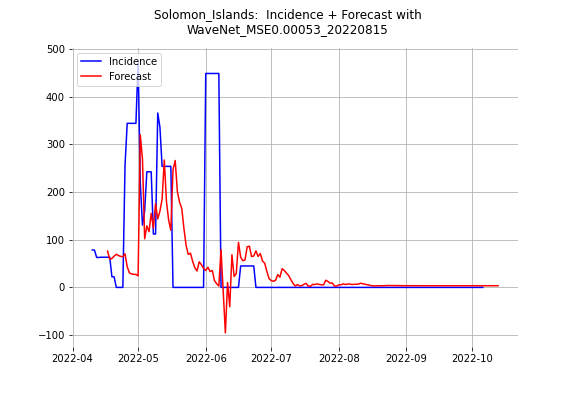 Solomon_Islands:  Incidence + Forecast with
WaveNet_MSE0.00053_20220815
Incidence
Forecast
500
400
300
200
100
0
−100
2022-04 2022-05 2022-06 2022-07 2022-08 2022-09 2022-10